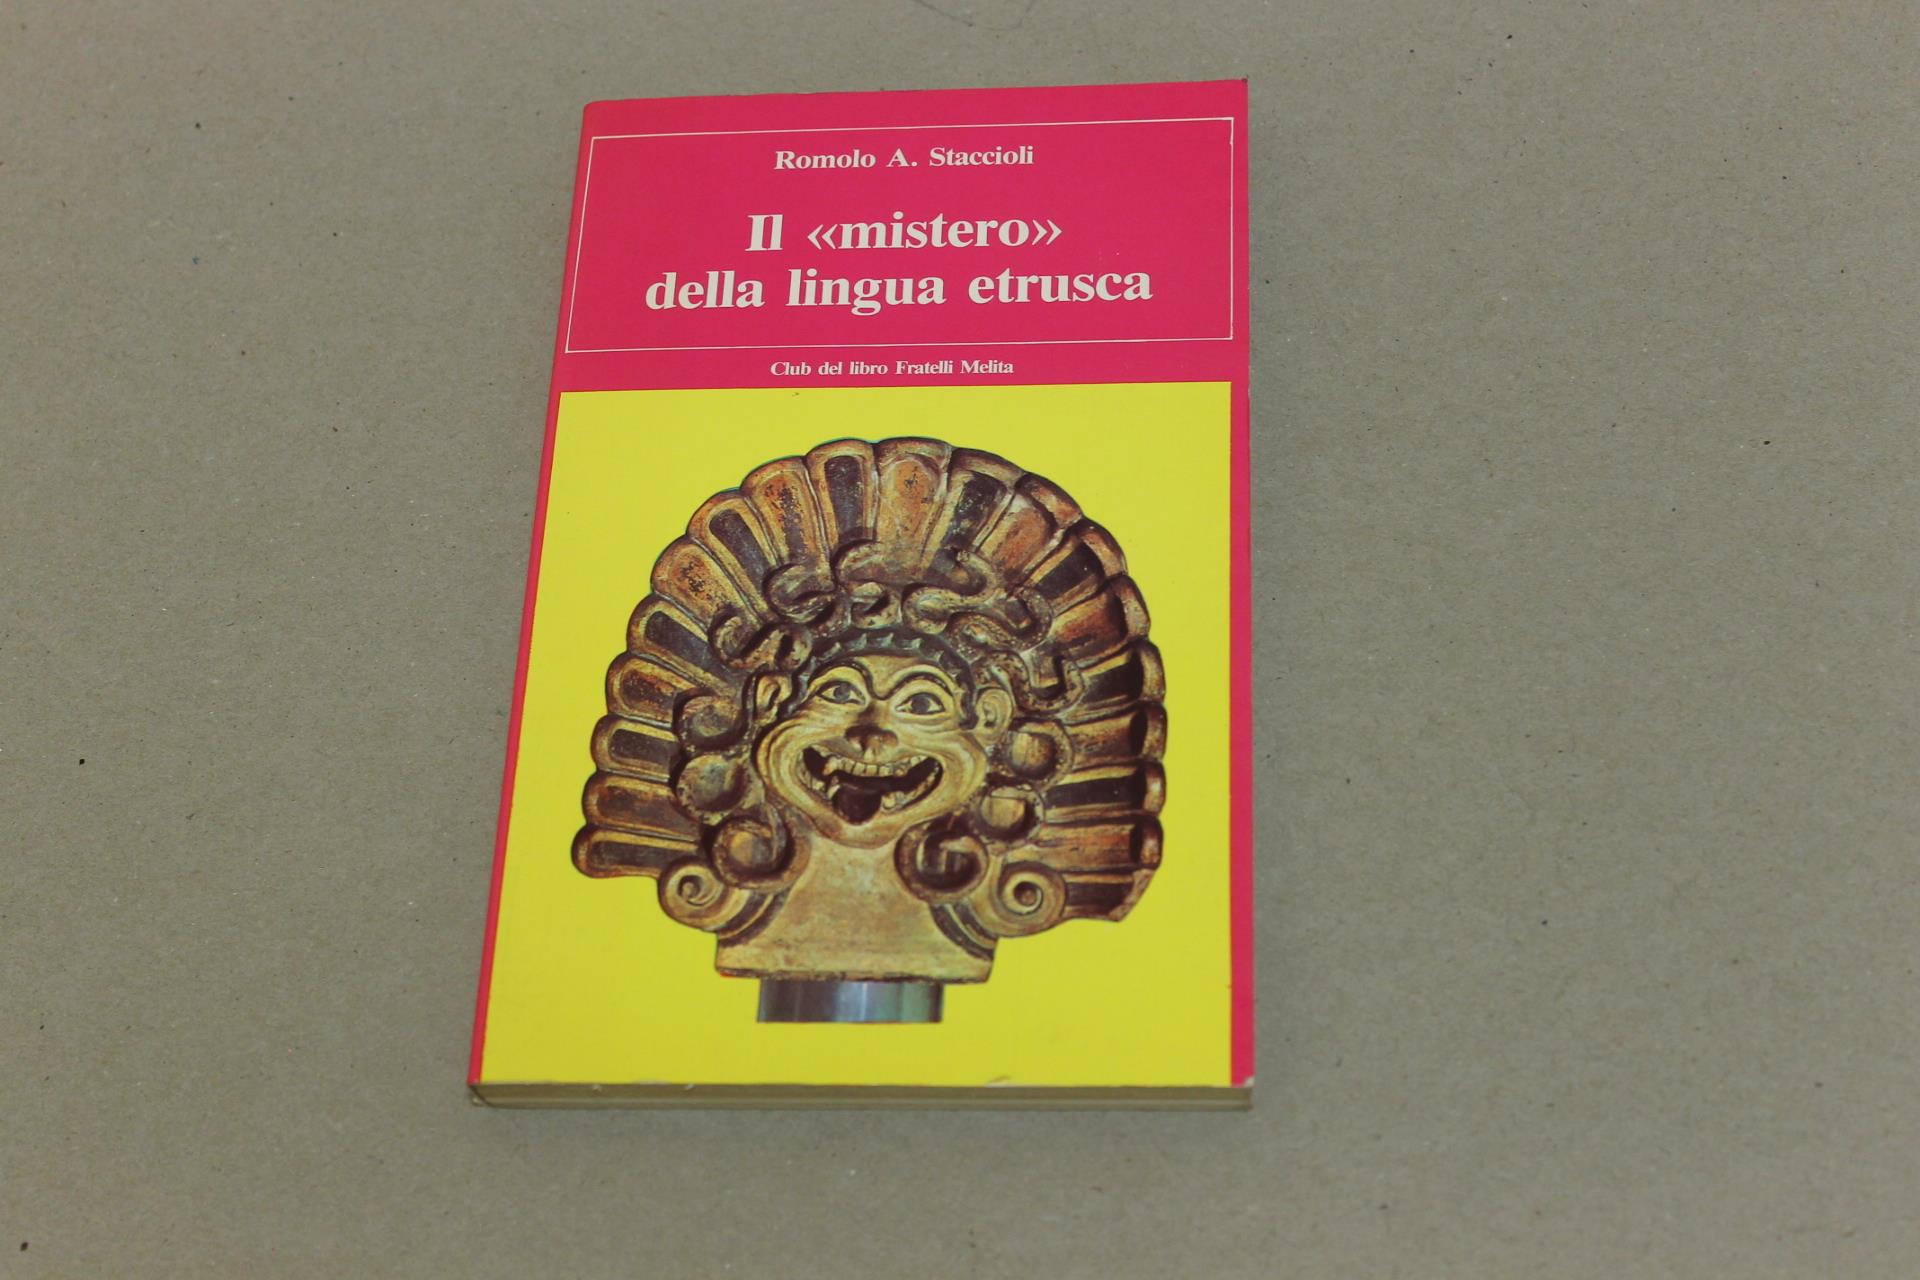 Romolo A. Staccioli
Il «mistero»
della lingua etrusca
Club del libro Fratelli Melita